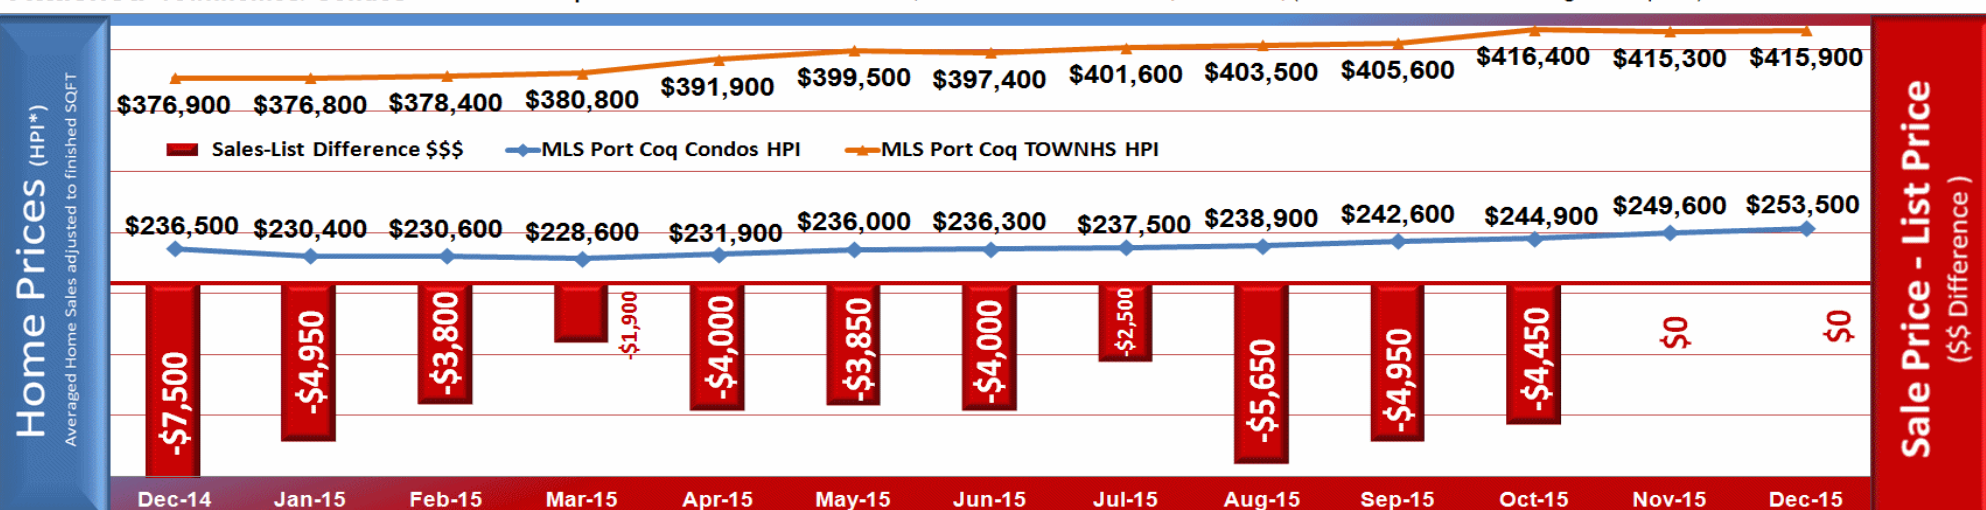 Home Prices (HPI*)
Averaged Home Sales adjusted to finished SQFT
$376,900 $376,800 $378,400 $380,800 $391,900 $399,500 $397,400 $401,600 $403,500 $405,600 $416,400 $415,300 $415,900
Sales-List Difference $$$ MLS Port Coq Condos HPI MLS Port Coq TOWNHS HPI
$236,500 $230,400 $230,600 $228,600 $231,900 $236,000 $236,300 $237,500 $238,900 $242,600 $244,900 $249,600 $253,500
-$7,500 -$4,950 -$3,800 -$1,900 -$4,000 -$3,850 -$4,000 -$2,500 -$5,650 -$4,950 -$4,450 $0 $0
Dec-14 Jan-15 Feb-15 Mar-15 Apr-15 May-15 Jun-15 Jul-15 Aug-15 Sep-15 Oct-15 Nov-15 Dec-15
Sale Price - List Price
($$ Difference )